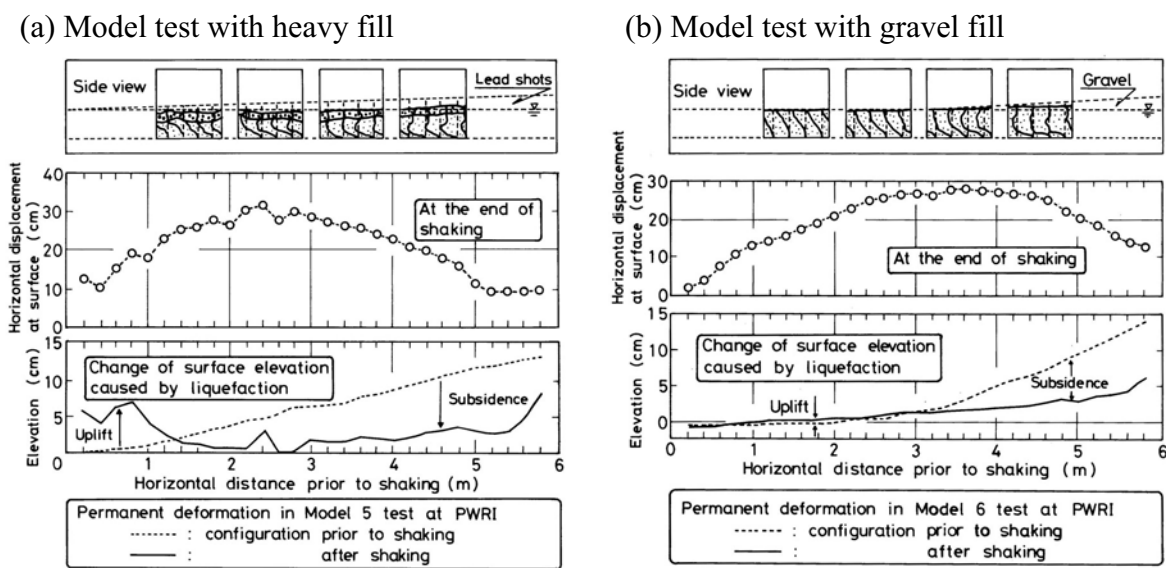 (a) Model test with heavy fill
Side view
Lead shots
Horizontal displacement
at surface (cm)
40
30
20
10
0
At the end of
shaking
Elevation (cm)
15
10
5
0
Change of surface elevation
caused by liquefaction
Uplift
Subsidence
1 2 3 4 5 6
Horizontal distance prior to shaking (m)
Permanent deformation in Model 5 test at PWRI
: configuration prior to shaking
: after shaking
(b) Model test with gravel fill
Side view
Gravel
Horizontal displacement
at surface (cm)
30
20
10
0
At the end of shaking
Elevation (cm)
15
10
5
0
Change of surface elevation
caused by liquefaction
Uplift
Subsidence
0 1 2 3 4 5 6
Horizontal distance prior to shaking (m)
Permanent deformation in Model 6 test at PWRI
: configuration prior to shaking
: after shaking